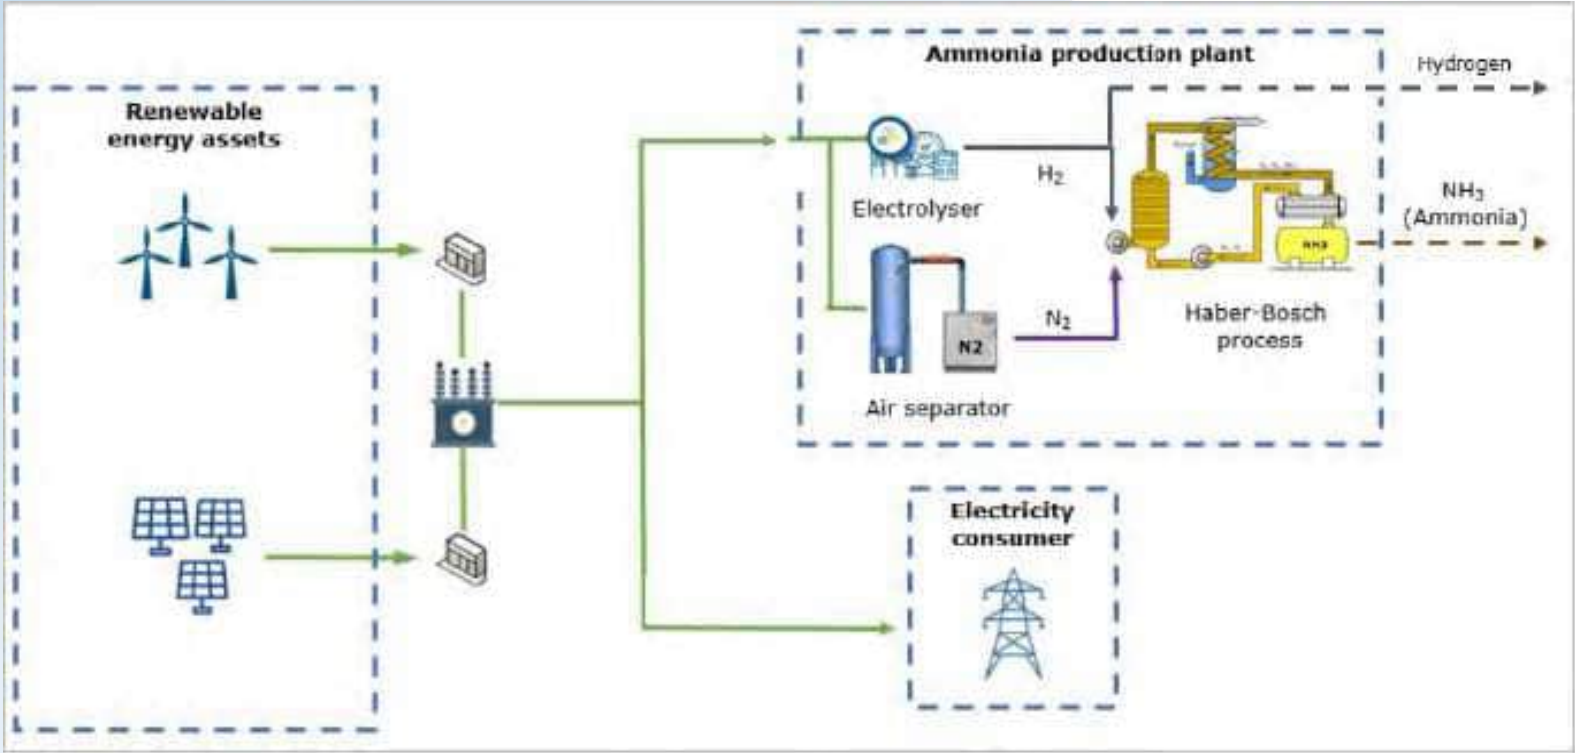 Renewable
energy assets
Ammonia production plant
Electrolyser
H₂
Air separator
N2
N₂
NH3
Haber-Bosch
process
Hydrogen
NH₃
(Ammonia)
Electricity
consumer